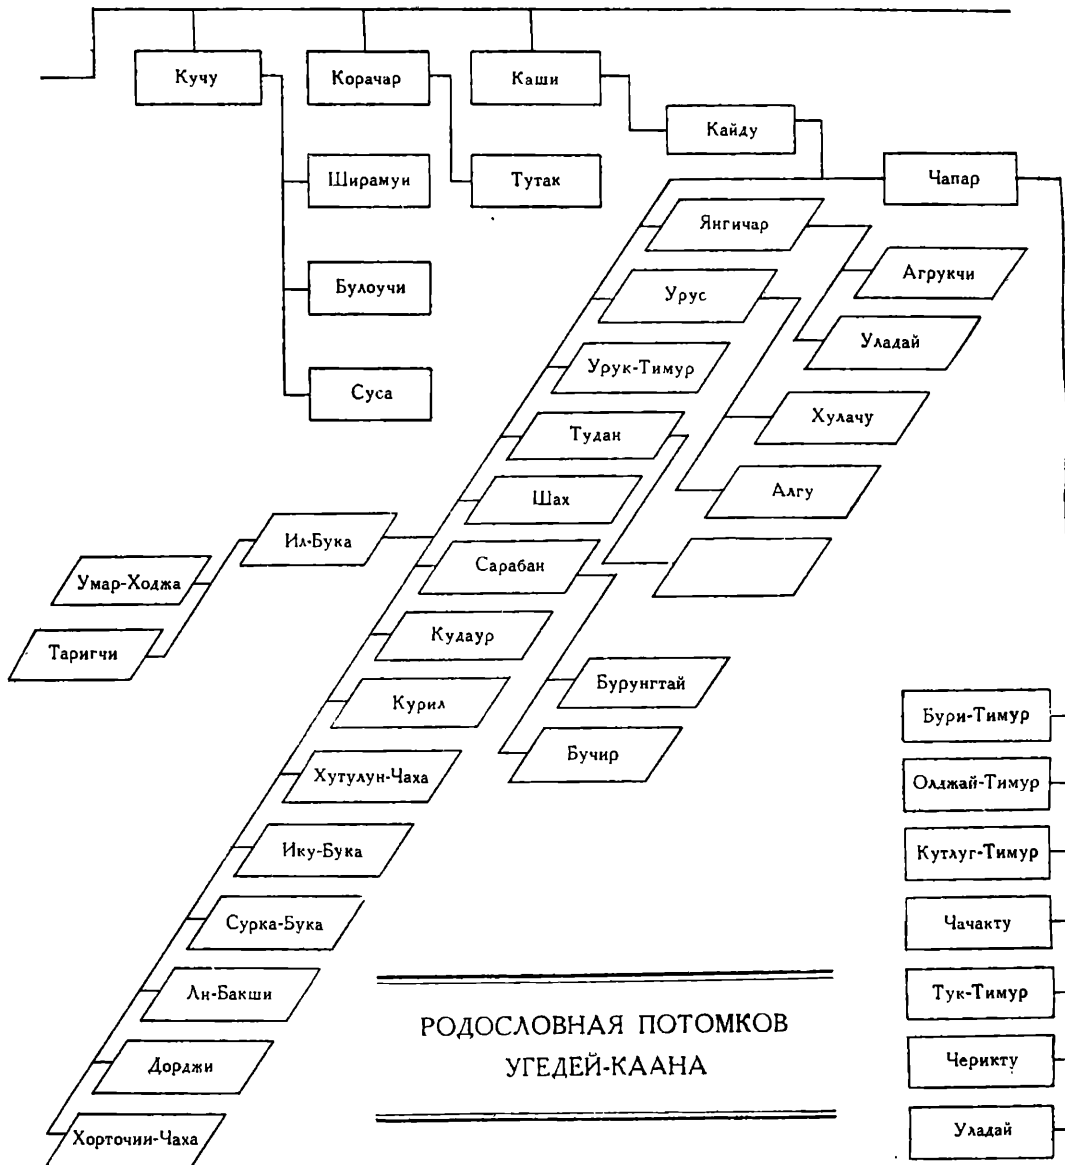 Кучу
Корачар
Каши
Кайду
Чапар
Ширамун
Тутак
Янгичар
Агрукчи
Булоучи
Урус
Уладай
Суса
Урук-Тимур
Хулачу
Тудан
Алгу
Шах
Ил-Бука
Сарабан
Умар-Ходжа
Таригчи
Кудаур
Бурунгтай
Курил
Бучир
Бури-Тимур
Хутулун-Чаха
Олджай-Тимур
Ику-Бука
Кутлуг-Тимур
Сурка-Бука
Чачакту
Ли-Бакши
Тук-Тимур
РОДОСЛОВНАЯ ПОТОМКОВ
УГЕДЕЙ-КААНА
Дорджи
Черикту
Хорточии-Чаха
Уладай